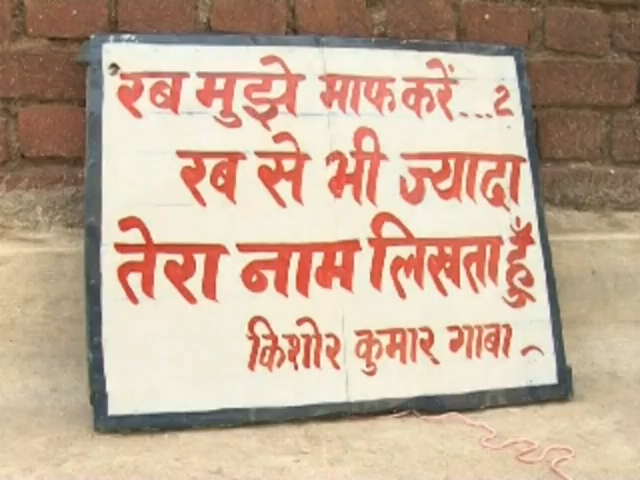 रब मुझे माफ करें...2
रब से भी ज्यादा
तेरा नाम लिखता हूँ
किशोर कुमार गाबा